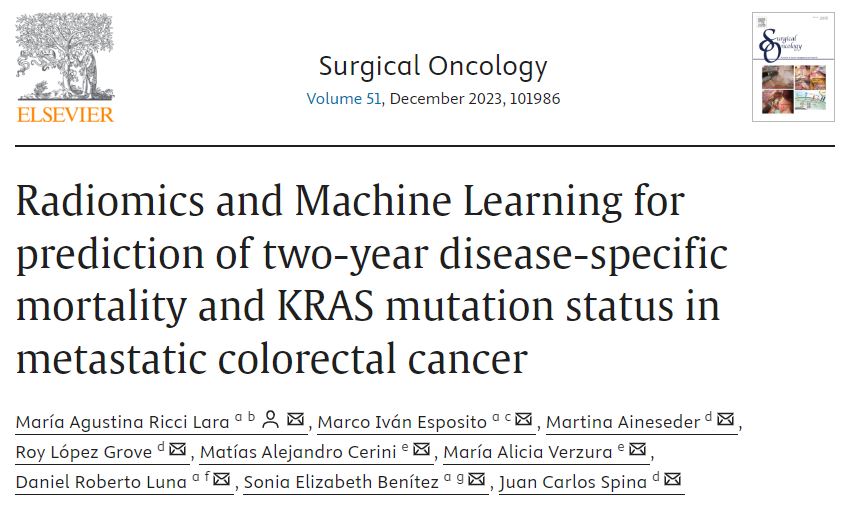 Surgical Oncology
Volume 51, December 2023, 101986
ELSEVIER
Surgical
Oncology
Radiomics and Machine Learning for
prediction of two-year disease-specific
mortality and KRAS mutation status in
metastatic colorectal cancer
María Agustina Ricci Lara a b, Marco Iván Esposito a c, Martina Aineseder d,
Roy López Grove d, Matías Alejandro Cerini e, María Alicia Verzura e,
Daniel Roberto Luna a f, Sonia Elizabeth Benítez a g, Juan Carlos Spina d